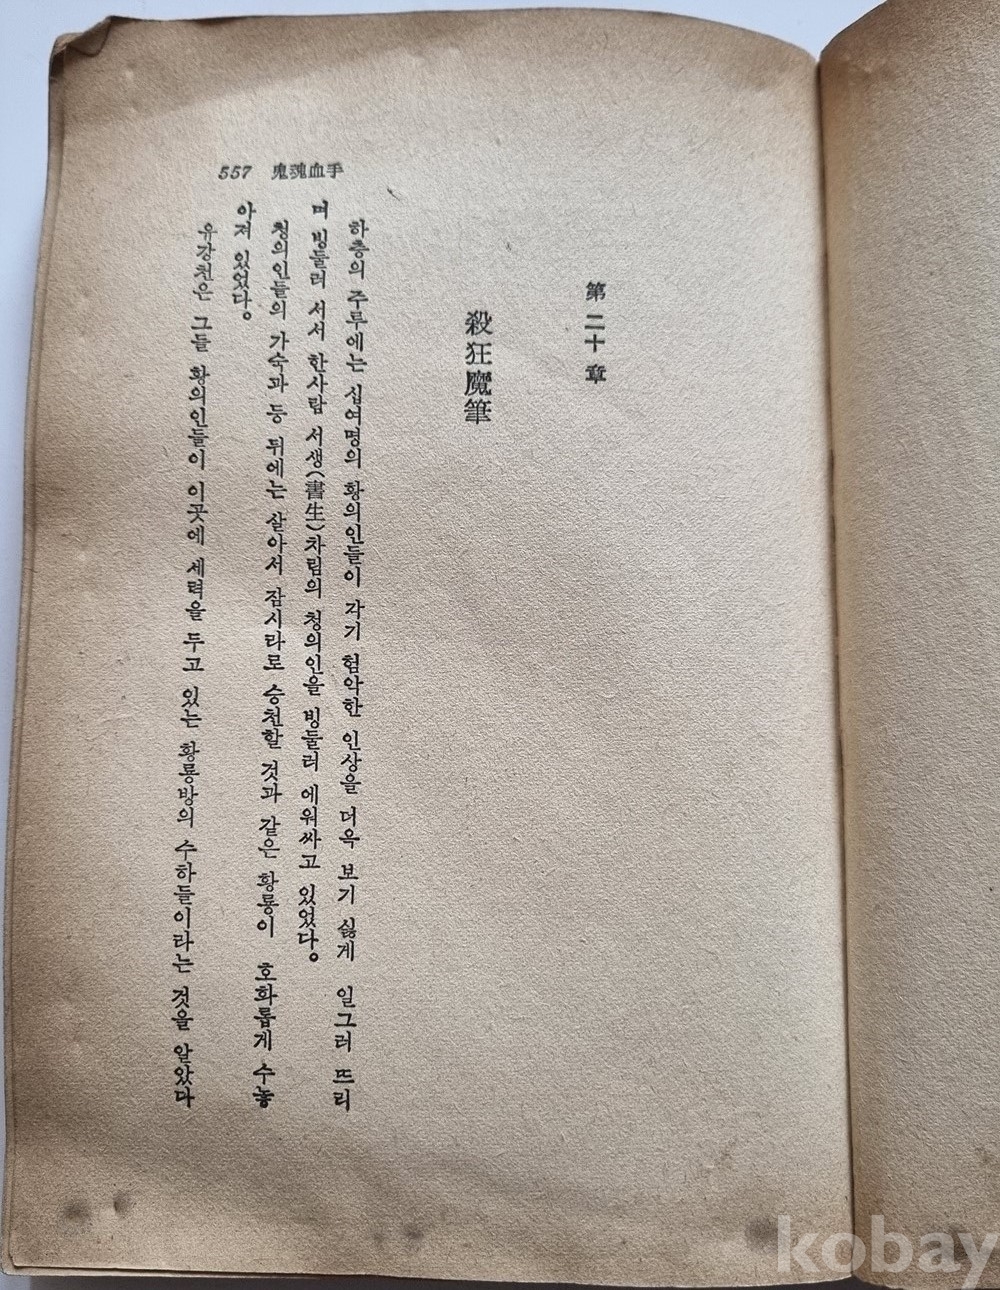 557 鬼魂血手
第二十章
殺狂魔筆
하층의 주루에는 십여명의 황의인들이 각기 험악한 인상을 더욱 보기 싫게 일그러 뜨리
며 빙둘러 서서 한사람 서생(書生)차림의 청의인을 빙둘러 에워싸고 있었다。
청의인들의 가슴과 등 뒤에는 살아서 잠시라로 승천할 것과 같은 황룡이 호화롭게 수놓
아져 있었다。
유강천은 그들 황의인들이 이곳에 세력을 두고 있는 황룡방의 수하들이라는 것을 알았다
kobay